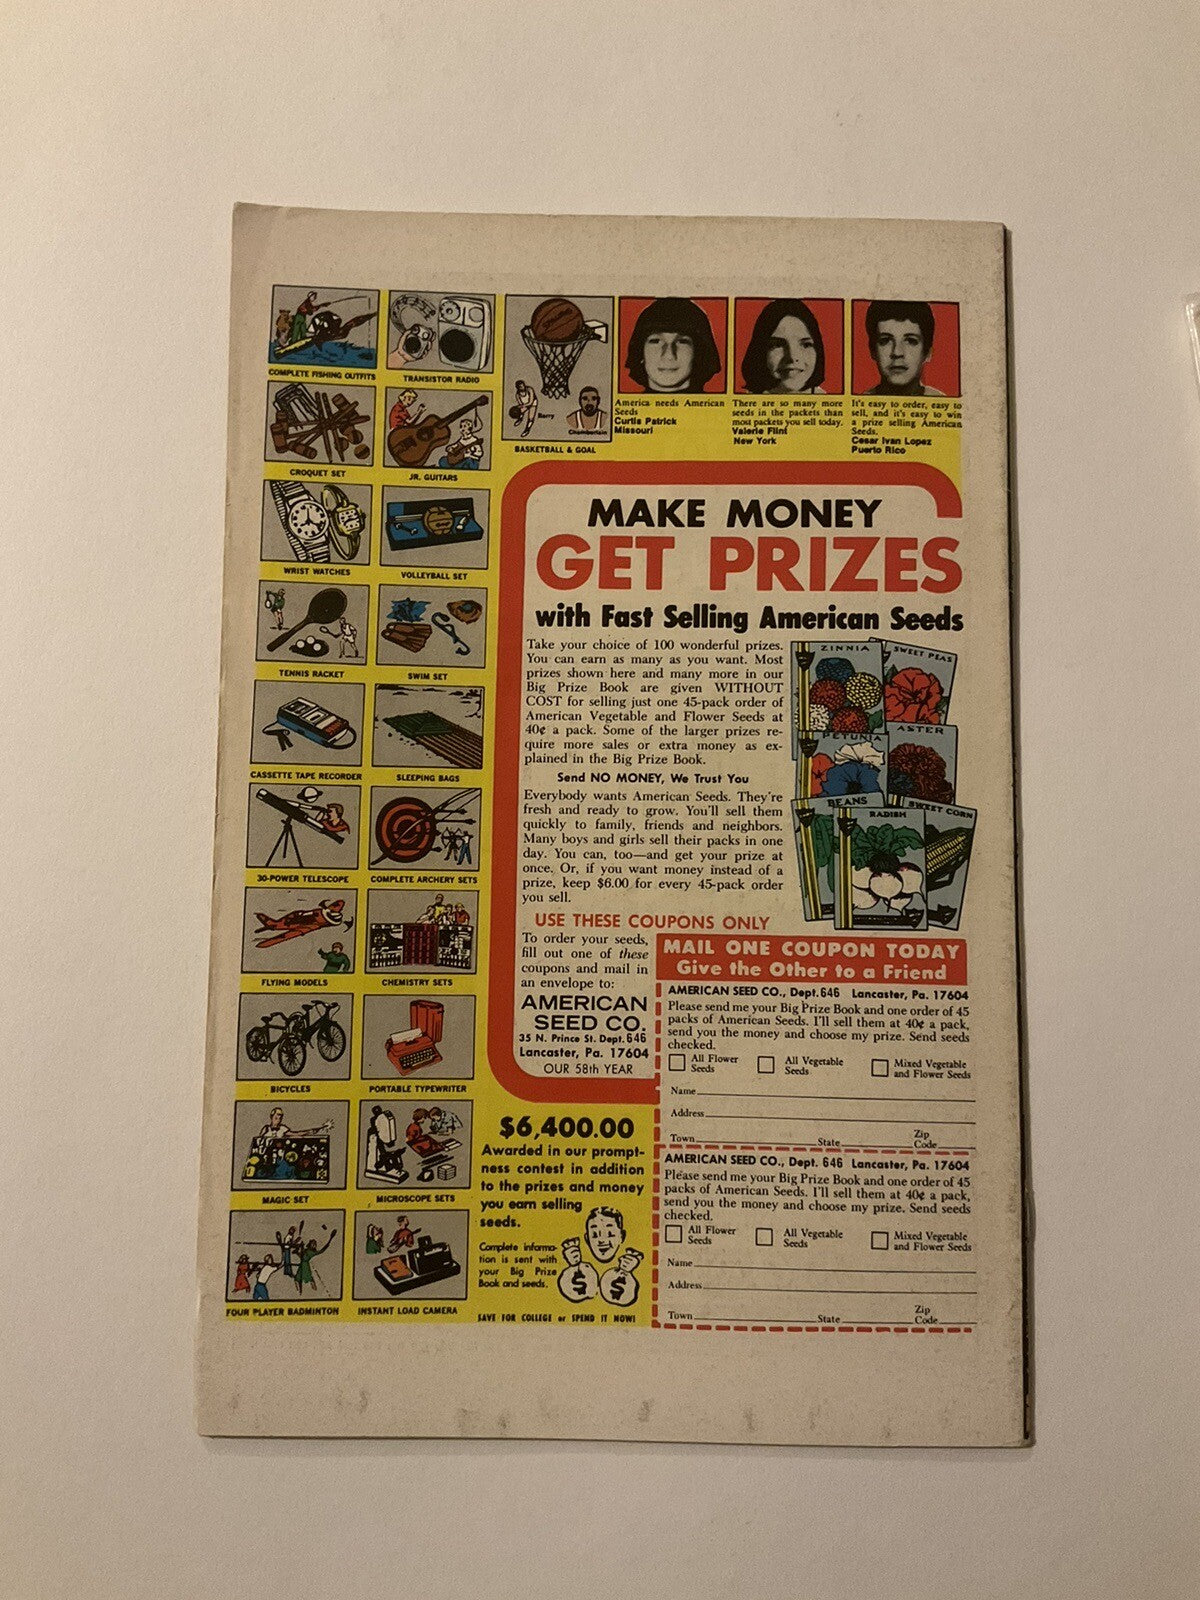 COMPLETE FISHING OUTFITS
TRANSISTOR RADIO
CROQUET SET
JR. GUITARS
WRIST WATCHES
VOLLEYBALL SET
TENNIS RACKET
SWIM SET
CASSETTE TAPE RECORDER
SLEEPING BAGS
30-POWER TELESCOPE
COMPLETE ARCHERY SETS
FLYING MODELS
CHEMISTRY SETS
BICYCLES
PORTABLE TYPEWRITER
MAGIC SET
MICROSCOPE SETS
FOUR PLAYER BADMINTON
INSTANT LOAD CAMERA
Barry
Chamberlain
BASKETBALL & GOAL
America needs American
Seeds
Curtis Patrick
Missouri
There are so many more
seeds in the packets than
most packets you sell today.
Valerie Flint
New York
It's easy to order, easy to
sell, and it's easy to win
a prize selling American
Seeds.
Cesar Ivan Lopez
Puerto Rico
MAKE MONEY
GET PRIZES
with Fast Selling American Seeds
Take your choice of 100 wonderful prizes.
You can earn as many as you want. Most
prizes shown here and many more in our
Big Prize Book are given WITHOUT
COST for selling just one 45-pack order of
American Vegetable and Flower Seeds at
40¢ a pack. Some of the larger prizes re-
quire more sales or extra money as ex-
plained in the Big Prize Book.
Send NO MONEY, We Trust You
Everybody wants American Seeds. They're
fresh and ready to grow. You'll sell them
quickly to family, friends and neighbors.
Many boys and girls sell their packs in one
day. You can, too—and get your prize at
once. Or, if you want money instead of a
prize, keep $6.00 for every 45-pack order
you sell.
ZINNIA
SWEET PEAS
PETUNIA
ASTER
BEANS
RADISH
SWEET CORN
USE THESE COUPONS ONLY
To order your seeds,
fill out one of these
coupons and mail in
an envelope to:
AMERICAN
SEED CO.
35 N. Prince St. Dept. 646
Lancaster, Pa. 17604
OUR 58th YEAR
$6,400.00
Awarded in our prompt-
ness contest in addition
to the prizes and money
you earn selling
seeds.
Complete informa-
tion is sent with
your Big Prize
Book and seeds.
$ $
SAVE FOR COLLEGE or SPEND IT NOW!
MAIL ONE COUPON TODAY
Give the Other to a Friend
AMERICAN SEED CO., Dept. 646 Lancaster, Pa. 17604
Please send me your Big Prize Book and one order of 45
packs of American Seeds. I'll sell them at 40¢ a pack,
send you the money and choose my prize. Send seeds
checked.
All Flower
Seeds
All Vegetable
Seeds
Mixed Vegetable
and Flower Seeds
Name
Address
Town State Zip
Code
AMERICAN SEED CO., Dept. 646 Lancaster, Pa. 17604
Please send me your Big Prize Book and one order of 45
packs of American Seeds. I'll sell them at 40¢ a pack,
send you the money and choose my prize. Send seeds
checked.
All Flower
Seeds
All Vegetable
Seeds
Mixed Vegetable
and Flower Seeds
Name
Address
Town State Zip
Code